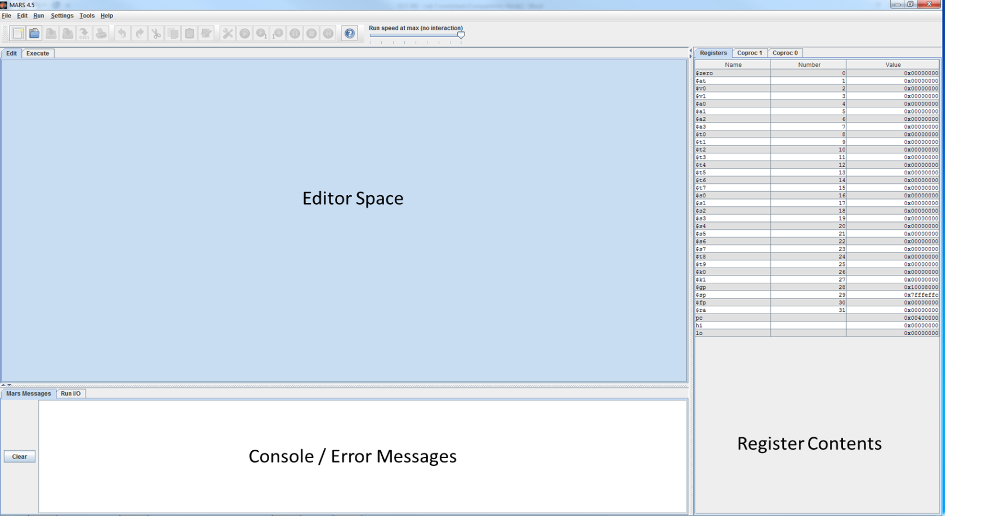 MARS 4.5
File Edit Run Settings Tools Help
Run speed at max (no interaction)
Edit Execute
Registers Coproc 1 Coproc 0
Name Number Value
$zero 0 0x00000000
$at 1 0x00000000
$v0 2 0x00000000
$v1 3 0x00000000
$a0 4 0x00000000
$a1 5 0x00000000
$a2 6 0x00000000
$a3 7 0x00000000
$t0 8 0x00000000
$t1 9 0x00000000
$t2 10 0x00000000
$t3 11 0x00000000
$t4 12 0x00000000
$t5 13 0x00000000
$t6 14 0x00000000
$t7 15 0x00000000
$s0 16 0x00000000
$s1 17 0x00000000
$s2 18 0x00000000
$s3 19 0x00000000
$s4 20 0x00000000
$s5 21 0x00000000
$s6 22 0x00000000
$s7 23 0x00000000
$t8 24 0x00000000
$t9 25 0x00000000
$k0 26 0x00000000
$k1 27 0x00000000
$gp 28 0x10008000
$sp 29 0x7fffeffc
$fp 30 0x00000000
$ra 31 0x00000000
pc 0x00400000
hi 0x00000000
lo 0x00000000
Editor Space
Mars Messages Run I/O
Clear
Console / Error Messages
Register Contents